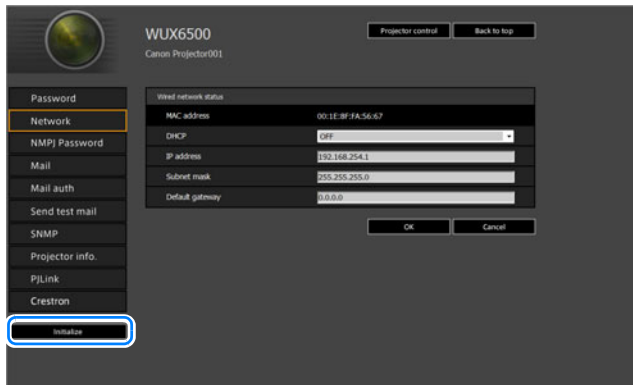 WUX6500
Projector control
Back to top
Canon Projector001
Password
Network
NMPJ Password
Mail
Mail auth
Send test mail
SNMP
Projector info.
PJLink
Crestron
Initialize
Wired network status
MAC address 00:1E:8F:FA:56:67
DHCP OFF
IP address 192.168.254.1
Subnet mask 255.255.255.0
Default gateway 0.0.0.0
OK
Cancel